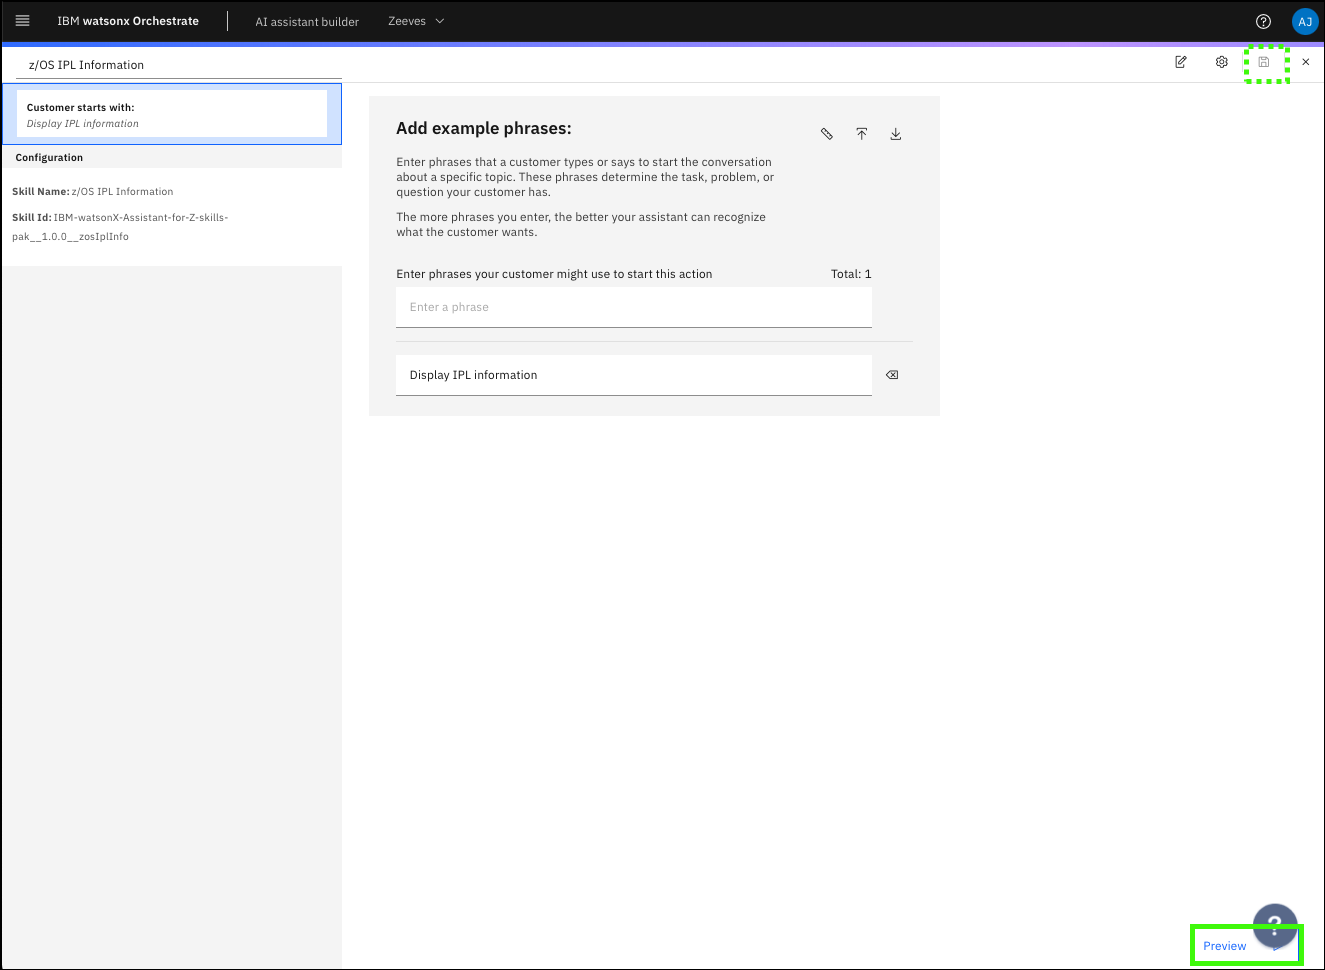 IBM watsonx Orchestrate
AI assistant builder
Zeeves
AJ
z/OS IPL Information
Customer starts with:
Display IPL information
Configuration
Skill Name: z/OS IPL Information
Skill Id: IBM-watsonX-Assistant-for-Z-skills-
pak__1.0.0__zosIplInfo
Add example phrases:
Enter phrases that a customer types or says to start the conversation
about a specific topic. These phrases determine the task, problem, or
question your customer has.
The more phrases you enter, the better your assistant can recognize
what the customer wants.
Enter phrases your customer might use to start this action
Total: 1
Enter a phrase
Display IPL information
?
Preview